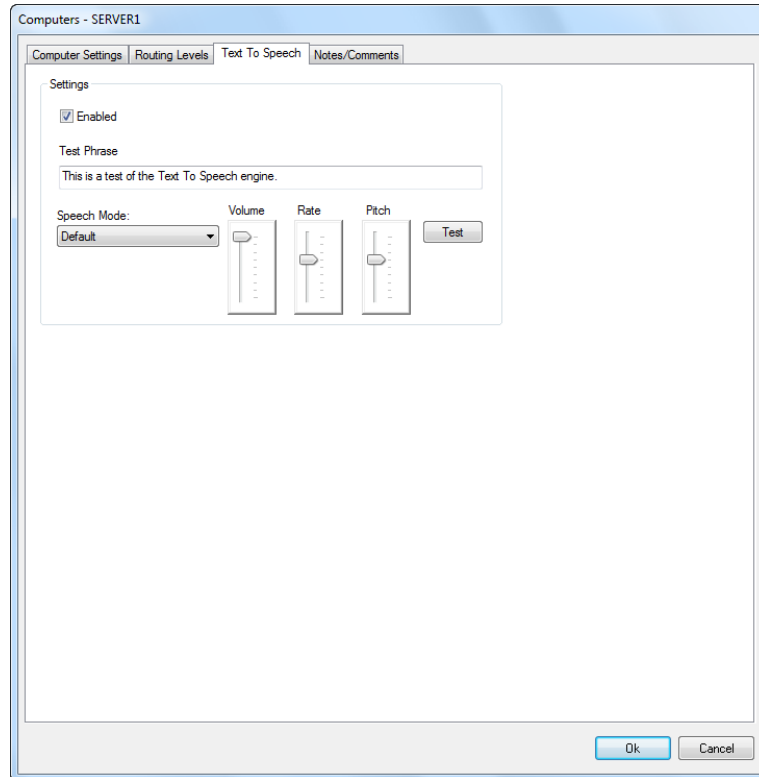 Computers - SERVER1
Computer Settings Routing Levels Text To Speech Notes/Comments
Settings
Enabled
Test Phrase
This is a test of the Text To Speech engine.
Speech Mode: Volume Rate Pitch
Default Test
Ok Cancel